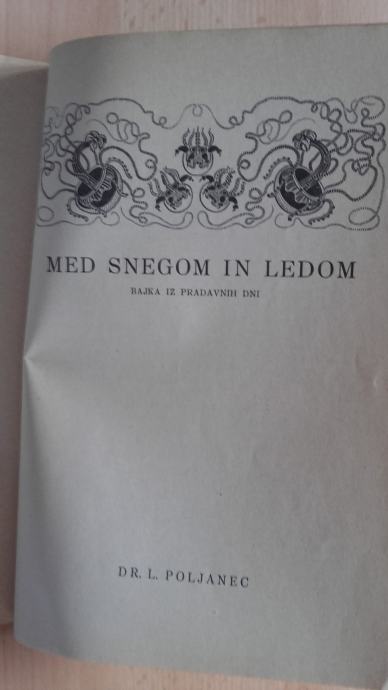 MED SNEGOM IN LEDOM
BAJKA IZ PRADAVNIH DNI
DR. L. POLJANEC